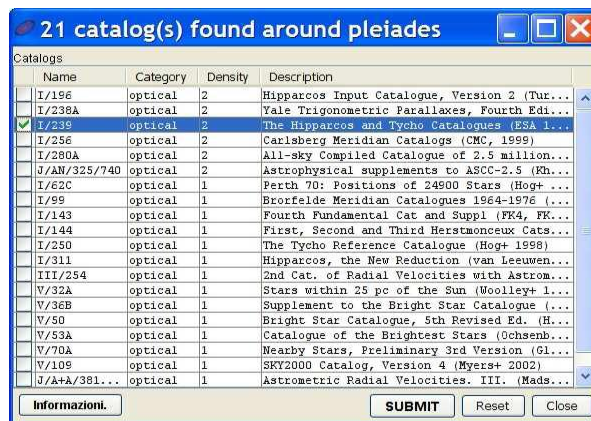 21 catalog(s) found around pleiades
Catalogs
Name Category Density Description
I/196 optical 2 Hipparcos Input Catalogue, Version 2 (Tur...
I/238A optical 2 Yale Trigonometric Parallaxes, Fourth Edi...
I/239 optical 2 The Hipparcos and Tycho Catalogues (ESA 1...
I/256 optical 2 Carlsberg Meridian Catalogs (CMC, 1999)
I/280A optical 2 All-sky Compiled Catalogue of 2.5 million...
J/AN/325/740 optical 2 Astrophysical supplements to ASCC-2.5 (Kh...
I/62C optical 1 Perth 70: Positions of 24900 Stars (Hog+ ...
I/99 optical 1 Brorfelde Meridian Catalogues 1964-1976 (...
I/143 optical 1 Fourth Fundamental Cat and Suppl (FK4, FK...
I/144 optical 1 First, Second and Third Herstmonceux Cats...
I/250 optical 1 The Tycho Reference Catalogue (Hog+ 1998)
I/311 optical 1 Hipparcos, the New Reduction (van Leeuwen...
III/254 optical 1 2nd Cat. of Radial Velocities with Astrom...
V/32A optical 1 Stars within 25 pc of the Sun (Woolley+ 1...
V/36B optical 1 Supplement to the Bright Star Catalogue (...
V/50 optical 1 Bright Star Catalogue, 5th Revised Ed. (H...
V/53A optical 1 Catalogue of the Brightest Stars (Ochsenb...
V/70A optical 1 Nearby Stars, Preliminary 3rd Version (Gl...
V/109 optical 1 SKY2000 Catalog, Version 4 (Myers+ 2002)
J/A+A/381... optical 1 Astrometric Radial Velocities. III. (Mads...
Informazioni. SUBMIT Reset Close